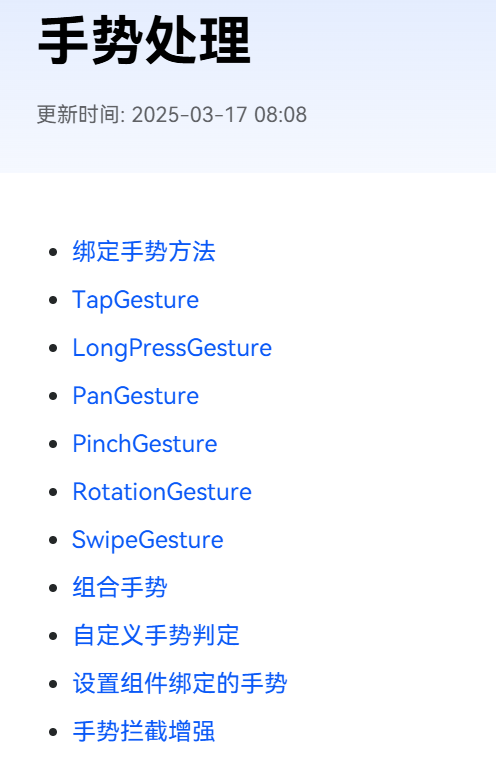 手势处理
更新时间: 2025-03-17 08:08
绑定手势方法
TapGesture
LongPressGesture
PanGesture
PinchGesture
RotationGesture
SwipeGesture
组合手势
自定义手势判定
设置组件绑定的手势
手势拦截增强